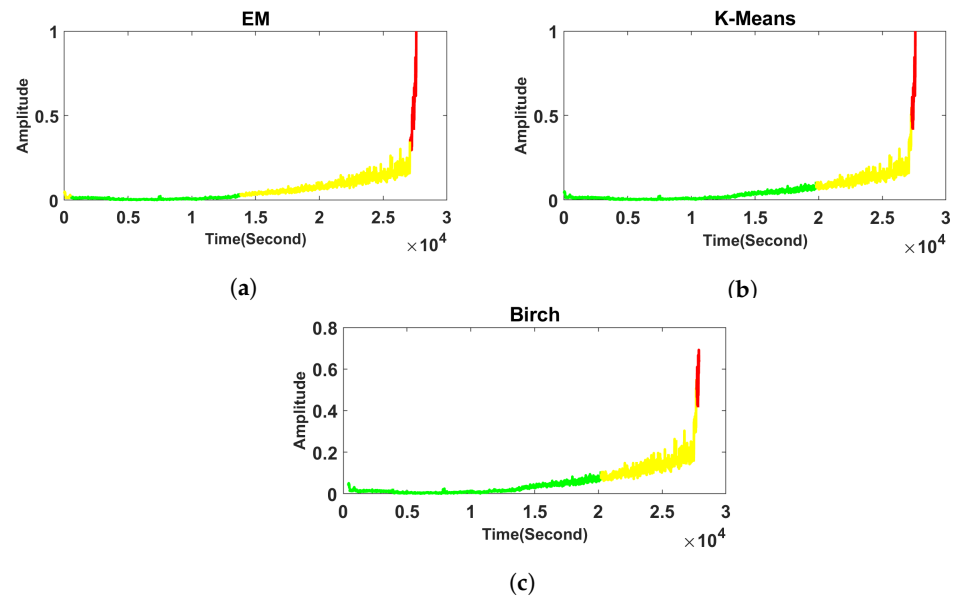 EM
1
0.5
0
Amplitude
0 0.5 1 1.5 2 2.5 3
Time(Second)
×10^4
(a)
K-Means
1
0.5
0
Amplitude
0 0.5 1 1.5 2 2.5 3
Time(Second)
×10^4
(b)
Birch
0.8
0.6
0.4
0.2
0
Amplitude
0 0.5 1 1.5 2 2.5 3
Time(Second)
×10^4
(c)